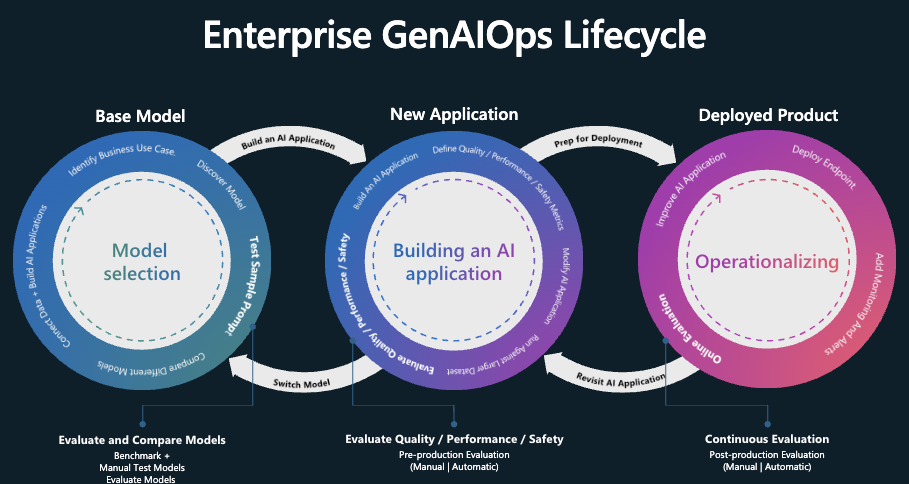 Enterprise GenAIOps Lifecycle
Base Model
New Application
Deployed Product
Build an AI Application
Prep for Deployment
Identify Business Use Case.
Discover Model
Test Sample Prompt
Compare Different Models
Connect Data + Build AI Applications
Model
selection
Build An AI Application
Define Quality / Performance / Safety Metrics
Modify AI Application
Run Against Larger Dataset
Evaluate Quality / Performance / Safety
Building an AI
application
Improve AI Application
Deploy Endpoint
Add Monitoring And Alerts
Online Evaluation
Operationalizing
Switch Model
Revisit AI Application
Evaluate and Compare Models
Benchmark +
Manual Test Models
Evaluate Models
Evaluate Quality / Performance / Safety
Pre-production Evaluation
(Manual | Automatic)
Continuous Evaluation
Post-production Evaluation
(Manual | Automatic)